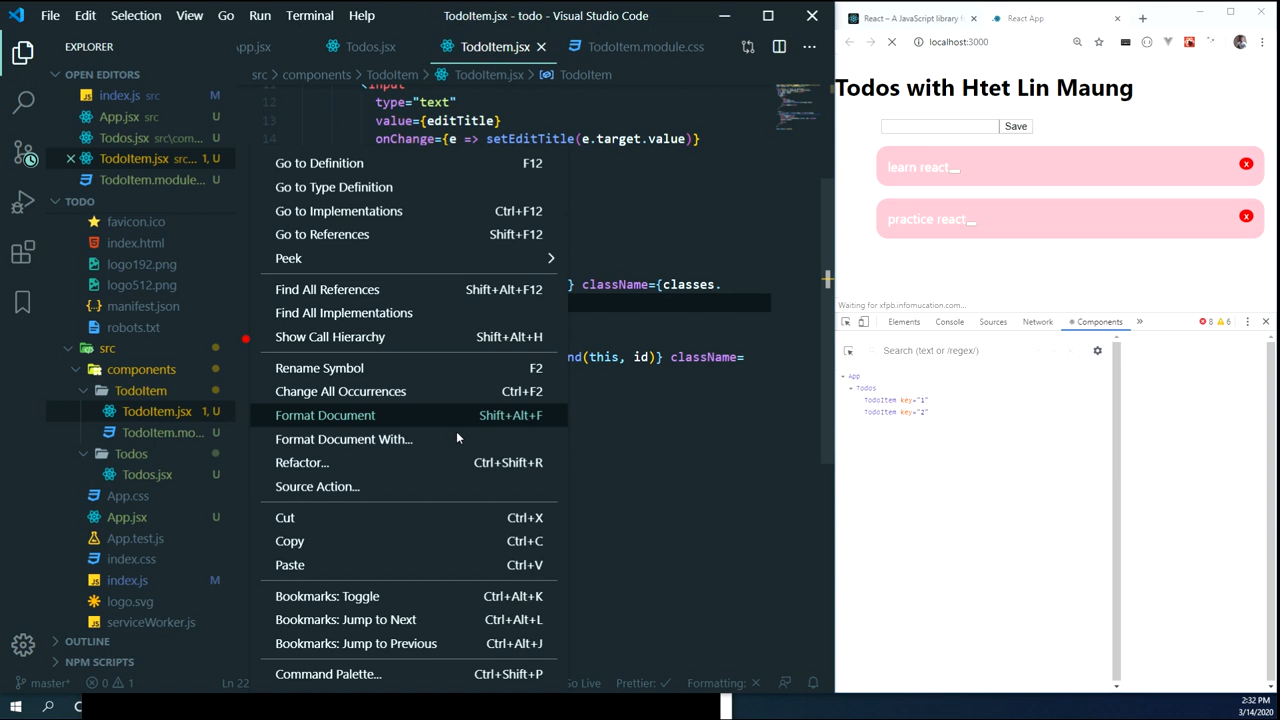 File Edit Selection View Go Run Terminal Help TodoItem.jsx - todo - Visual Studio Code
EXPLORER
App.jsx Todos.jsx TodoItem.jsx TodoItem.module.css
OPEN EDITORS
index.js src M
App.jsx U
Todos.jsx src\com... U
TodoItem.jsx src... 1, U
TodoItem.module... U
TODO
favicon.ico
index.html
logo192.png
logo512.png
manifest.json
robots.txt
src
components
TodoItem
TodoItem.jsx 1, U
TodoItem.mo... U
Todos
Todos.jsx U
App.css
App.jsx U
App.test.js
index.css
index.js M
logo.svg
serviceWorker.js
OUTLINE
NPM SCRIPTS
src > components > TodoItem > TodoItem.jsx > TodoItem
<input
12 type="text"
13 value={editTitle}
14 onChange={e => setEditTitle(e.target.value)}
} className={classes.
nd(this, id)} className=
Go to Definition F12
Go to Type Definition
Go to Implementations Ctrl+F12
Go to References Shift+F12
Peek
Find All References Shift+Alt+F12
Find All Implementations
Show Call Hierarchy Shift+Alt+H
Rename Symbol F2
Change All Occurrences Ctrl+F2
Format Document Shift+Alt+F
Format Document With...
Refactor... Ctrl+Shift+R
Source Action...
Cut Ctrl+X
Copy Ctrl+C
Paste Ctrl+V
Bookmarks: Toggle Ctrl+Alt+K
Bookmarks: Jump to Next Ctrl+Alt+L
Bookmarks: Jump to Previous Ctrl+Alt+J
Command Palette... Ctrl+Shift+P
master* 0 1 Ln 22 Go Live Prettier: ✓ Formatting: ×
React – A JavaScript library f React App
localhost:3000
Todos with Htet Lin Maung
Save
learn react x
practice react x
Waiting for xfpb.infomucation.com...
Elements Console Sources Network Components » 8 6
Search (text or /regex/)
App
Todos
TodoItem key="1"
TodoItem key="2"
2:32 PM
3/14/2020